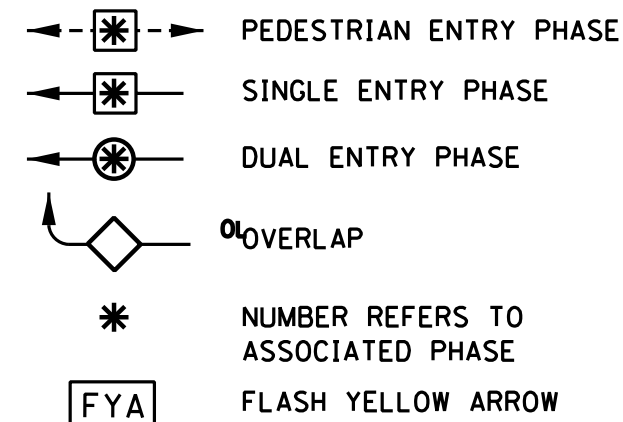 PEDESTRIAN ENTRY PHASE
SINGLE ENTRY PHASE
DUAL ENTRY PHASE
OL OVERLAP
NUMBER REFERS TO
ASSOCIATED PHASE
FYA FLASH YELLOW ARROW